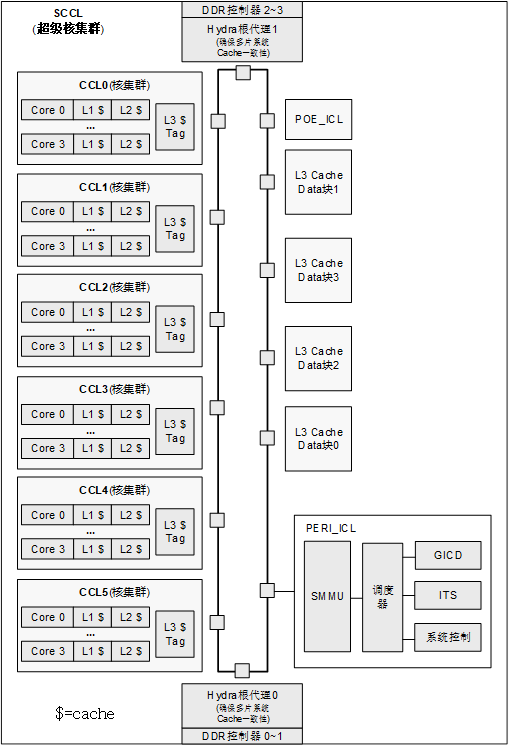 SCCL
(超级核集群)
DDR控制器 2~3
Hydra根代理1
(确保多片系统
Cache一致性)
CCL0(核集群)
Core 0 L1 $ L2 $
...
Core 3 L1 $ L2 $
L3 $
Tag
POE_ICL
L3 Cache
Data块1
CCL1(核集群)
Core 0 L1 $ L2 $
...
Core 3 L1 $ L2 $
L3 $
Tag
L3 Cache
Data块3
CCL2(核集群)
Core 0 L1 $ L2 $
...
Core 3 L1 $ L2 $
L3 $
Tag
L3 Cache
Data块2
CCL3(核集群)
Core 0 L1 $ L2 $
...
Core 3 L1 $ L2 $
L3 $
Tag
L3 Cache
Data块0
CCL4(核集群)
Core 0 L1 $ L2 $
...
Core 3 L1 $ L2 $
L3 $
Tag
PERI_ICL
SMMU
调度
器
GICD
ITS
系统控制
CCL5(核集群)
Core 0 L1 $ L2 $
...
Core 3 L1 $ L2 $
L3 $
Tag
Hydra根代理0
(确保多片系统
Cache一致性)
DDR控制器 0~1
$=cache